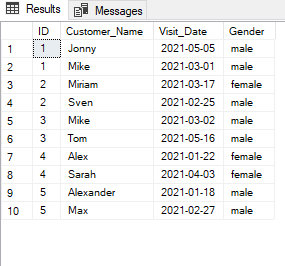 Results Messages
ID Customer_Name Visit_Date Gender
1 1 Jonny 2021-05-05 male
2 1 Mike 2021-03-01 male
3 2 Miriam 2021-03-17 female
4 2 Sven 2021-02-25 male
5 3 Mike 2021-03-02 male
6 3 Tom 2021-05-16 male
7 4 Alex 2021-01-22 female
8 4 Sarah 2021-04-03 female
9 5 Alexander 2021-01-18 male
10 5 Max 2021-02-27 male